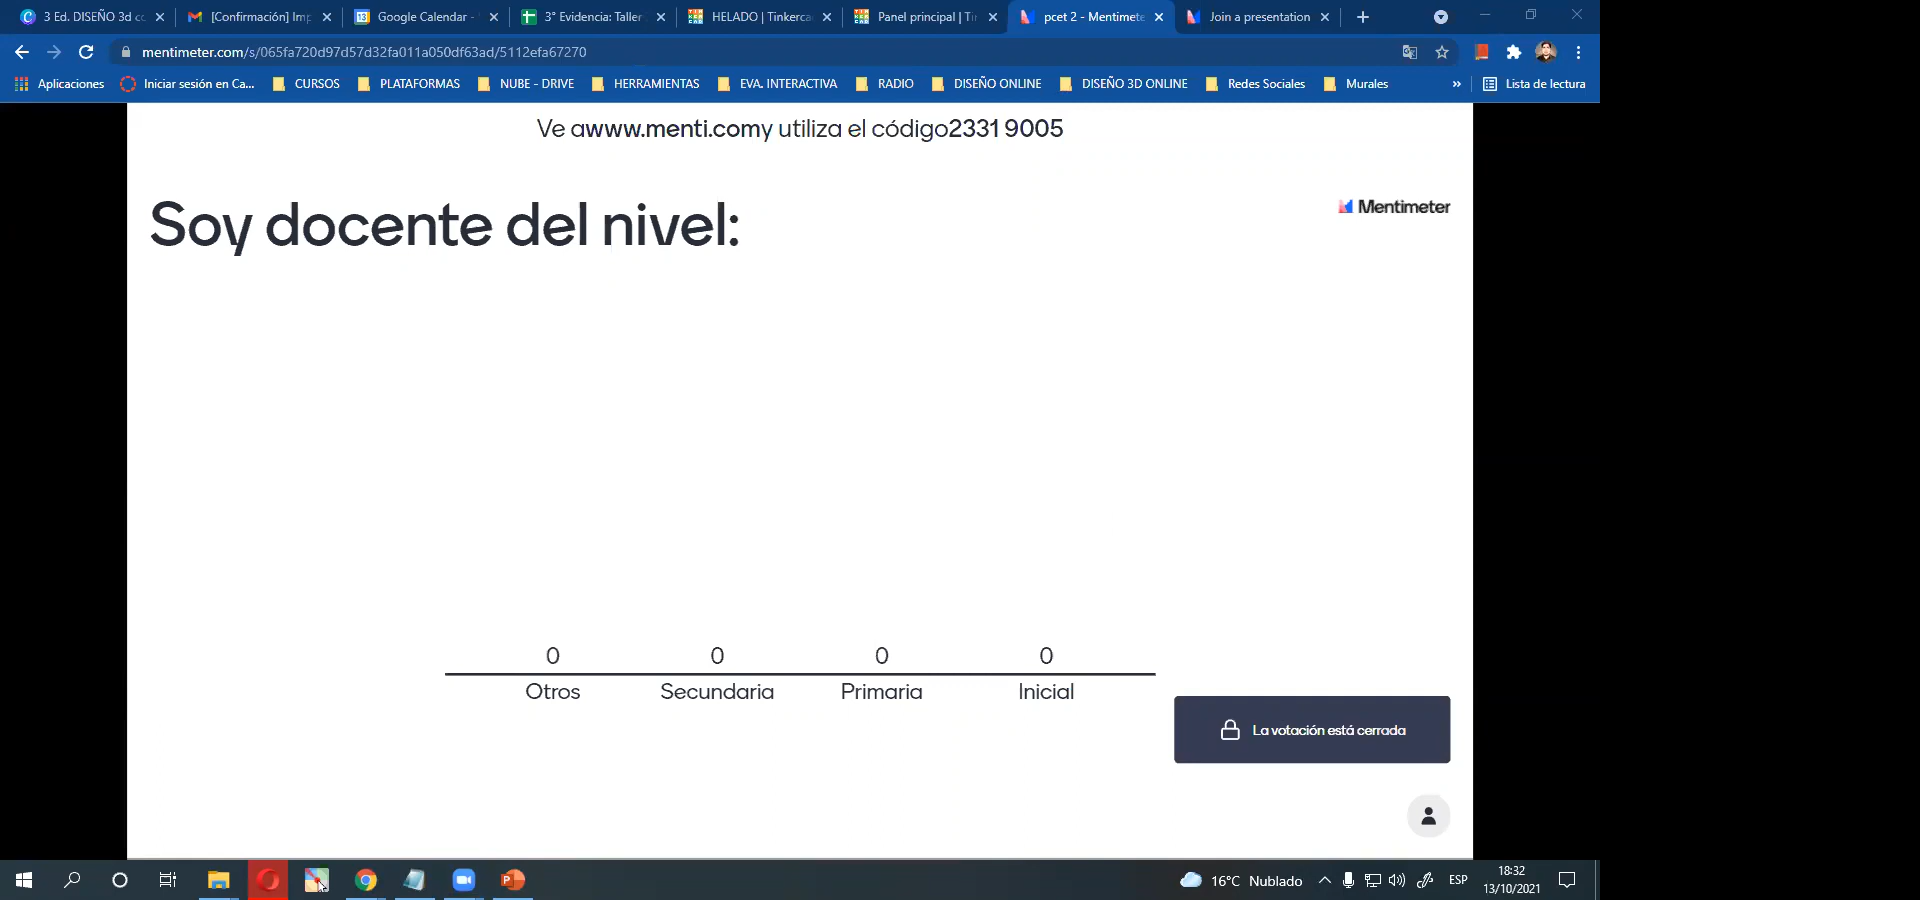 3 Ed. DISEÑO 3d cc
[Confirmación] Imp
Google Calendar -
3° Evidencia: Taller
HELADO | Tinkerca
Panel principal | Tin
pcet 2 - Mentimete
Join a presentation
mentimeter.com/s/065fa720d97d57d32fa011a050df63ad/5112efa67270
Aplicaciones
Iniciar sesión en Ca...
CURSOS
PLATAFORMAS
NUBE - DRIVE
HERRAMIENTAS
EVA. INTERACTIVA
RADIO
DISEÑO ONLINE
DISEÑO 3D ONLINE
Redes Sociales
Murales
»
Lista de lectura
Ve awww.menti.comy utiliza el código2331 9005
Soy docente del nivel:
Mentimeter
0 0 0 0
Otros Secundaria Primaria Inicial
La votación está cerrada
16°C Nublado
ESP
18:32
13/10/2021